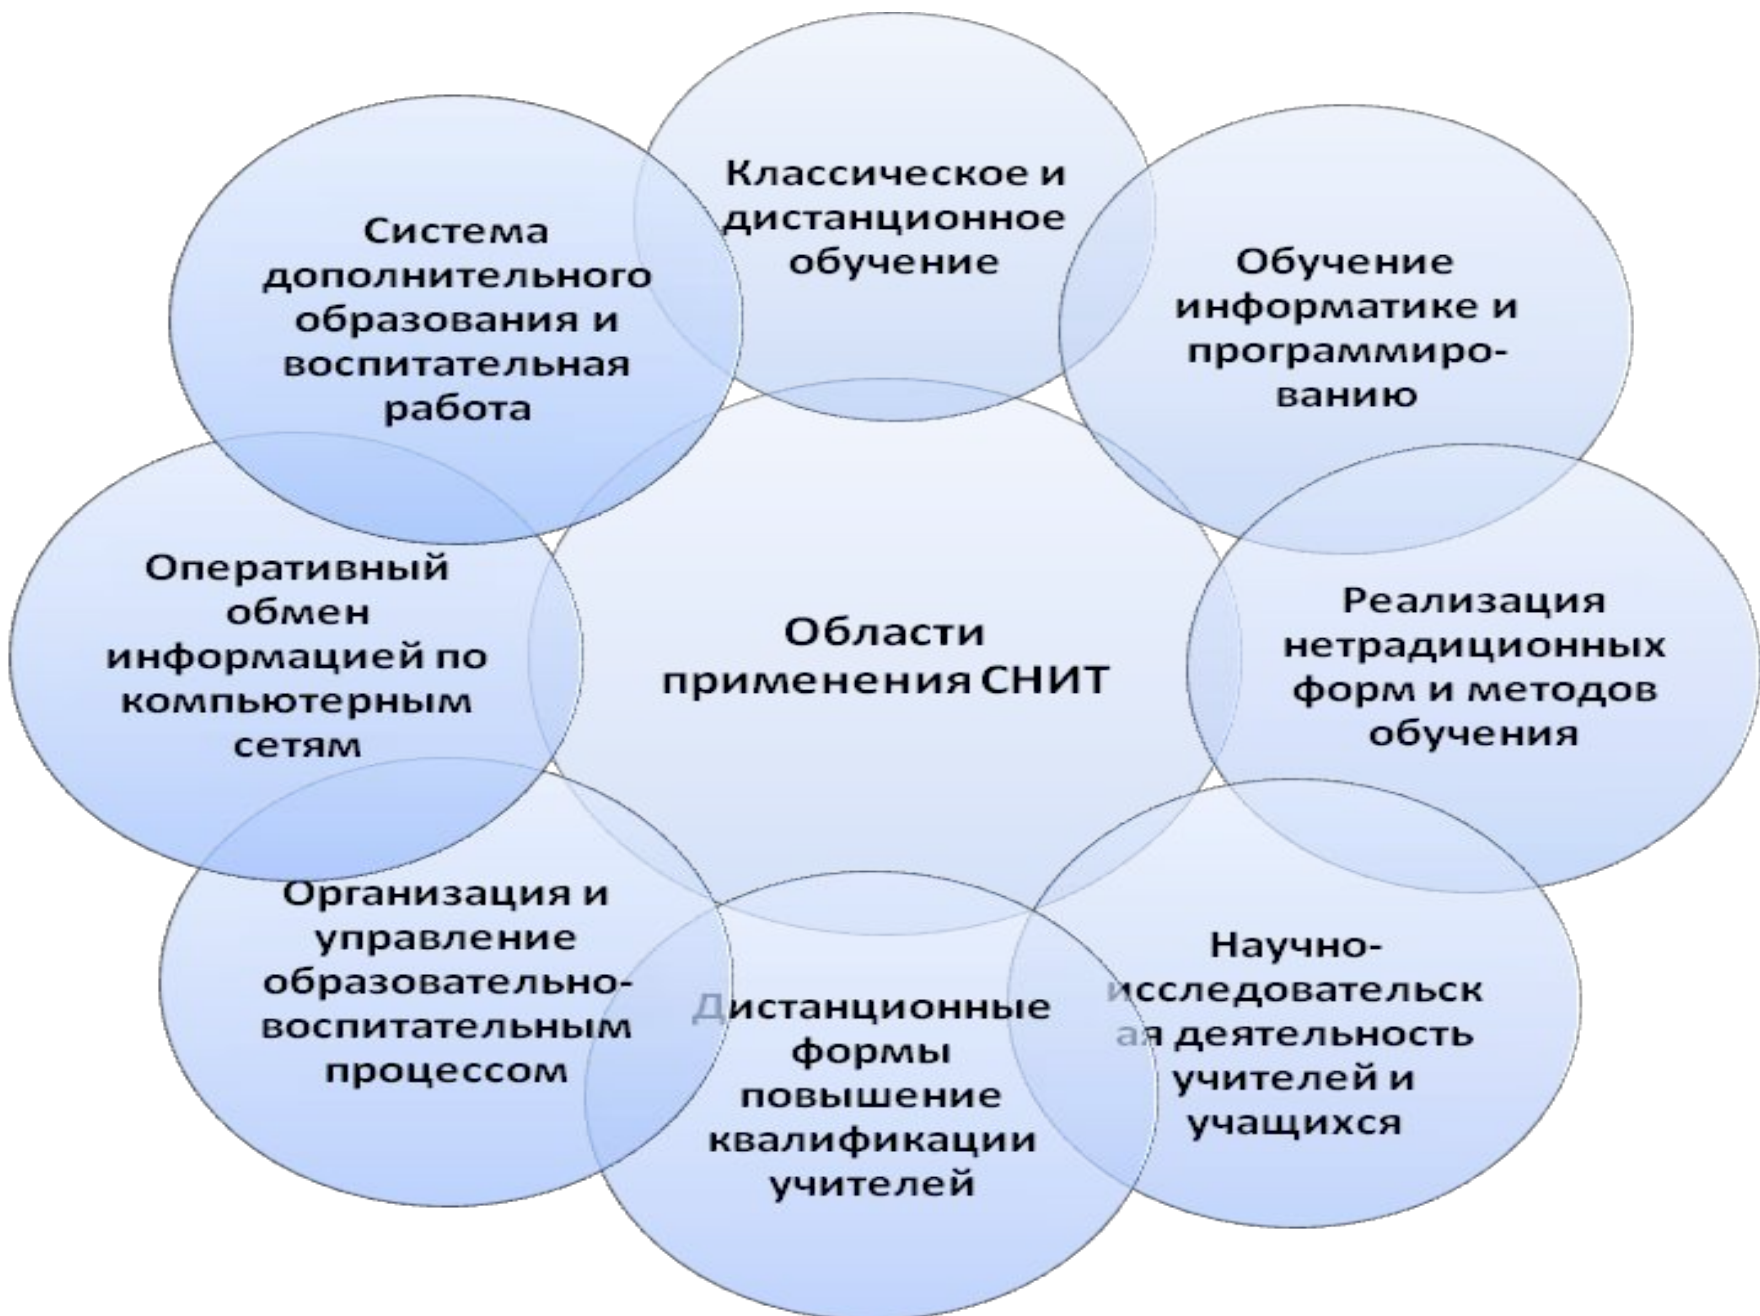 Классическое и
дистанционное
обучение
Обучение
информатике и
программиро-
ванию
Реализация
нетрадиционных
форм и методов
обучения
Научно-
исследовательск
ая деятельность
учителей и
учащихся
Дистанционные
формы
повышение
квалификации
учителей
Организация и
управление
образовательно-
воспитательным
процессом
Оперативный
обмен
информацией по
компьютерным
сетям
Система
дополнительного
образования и
воспитательная
работа
Области
применения СНИТ